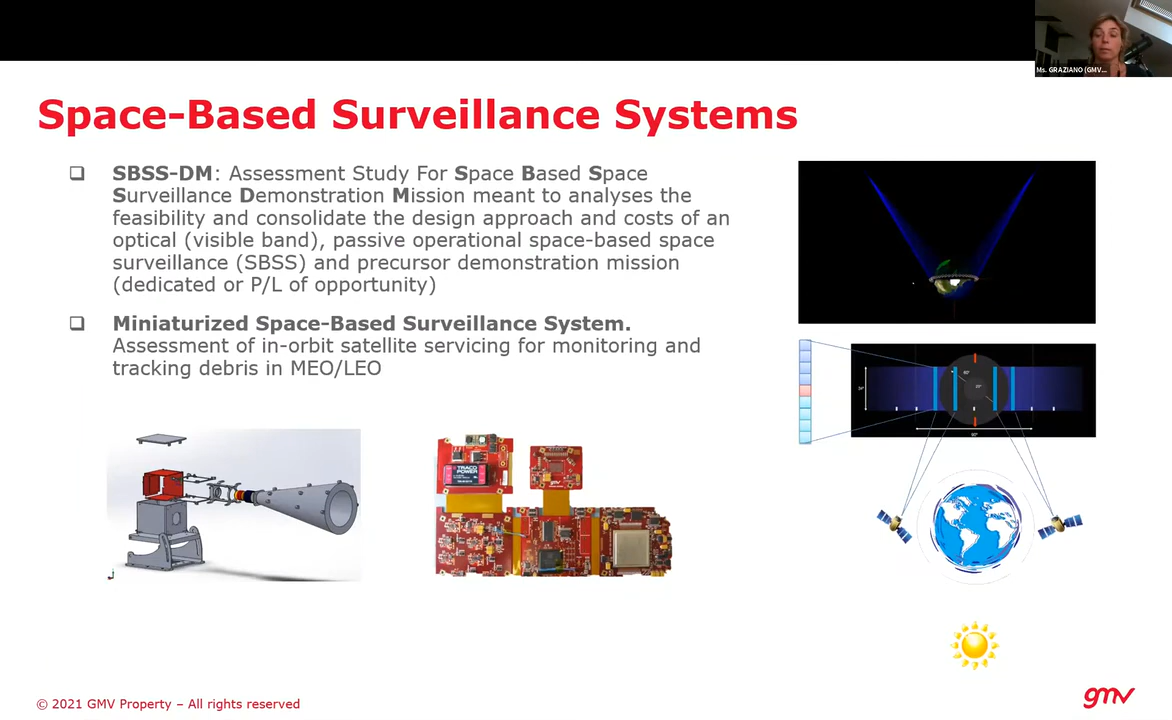 Ms. GRAZIANO (GMV...
Space-Based Surveillance Systems
SBSS-DM: Assessment Study For Space Based Space
Surveillance Demonstration Mission meant to analyses the
feasibility and consolidate the design approach and costs of an
optical (visible band), passive operational space-based space
surveillance (SBSS) and precursor demonstration mission
(dedicated or P/L of opportunity)
Miniaturized Space-Based Surveillance System.
Assessment of in-orbit satellite servicing for monitoring and
tracking debris in MEO/LEO
TRACO
POWER
gmv
© 2021 GMV Property – All rights reserved
gmv